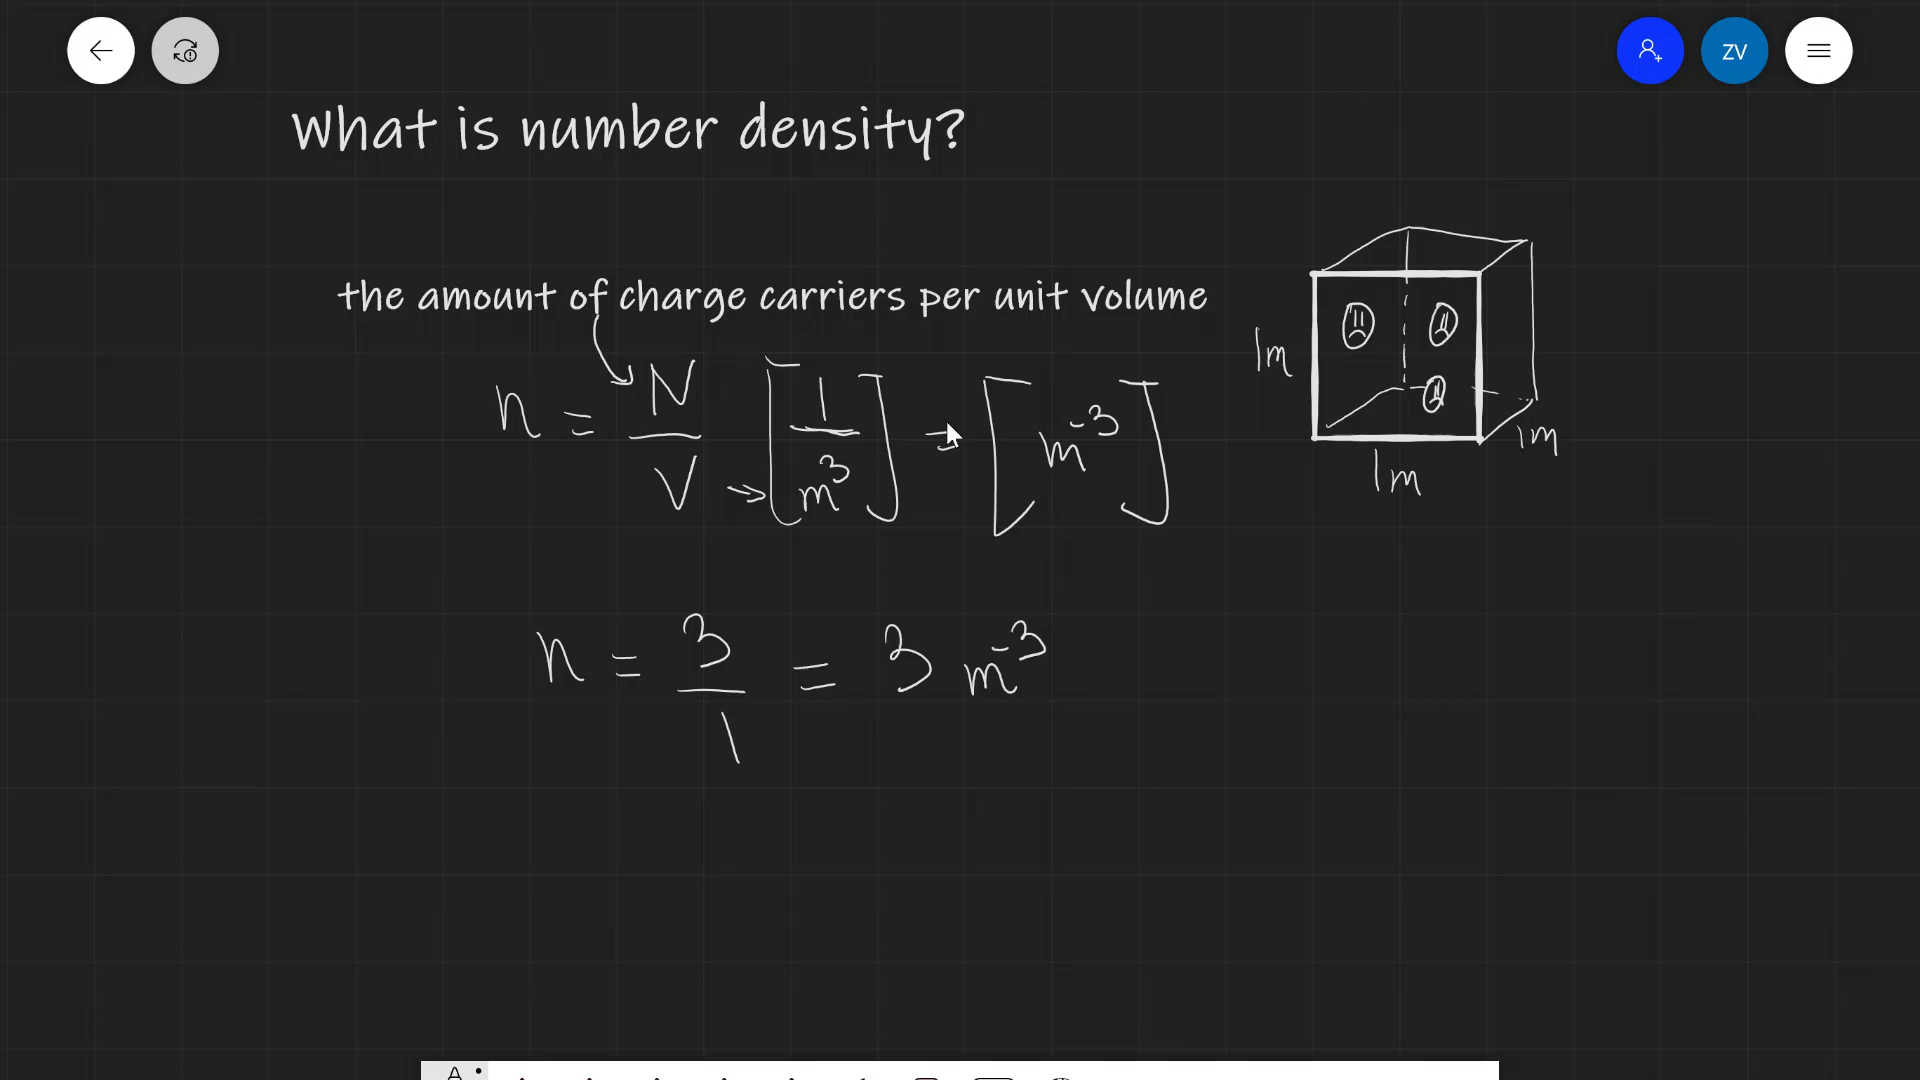 ZV
What is number density?
the amount of charge carriers per unit volume
n = N/V → [1/m³] = [m⁻³]
1m
1m
1m
n = 3/1 = 3 m⁻³